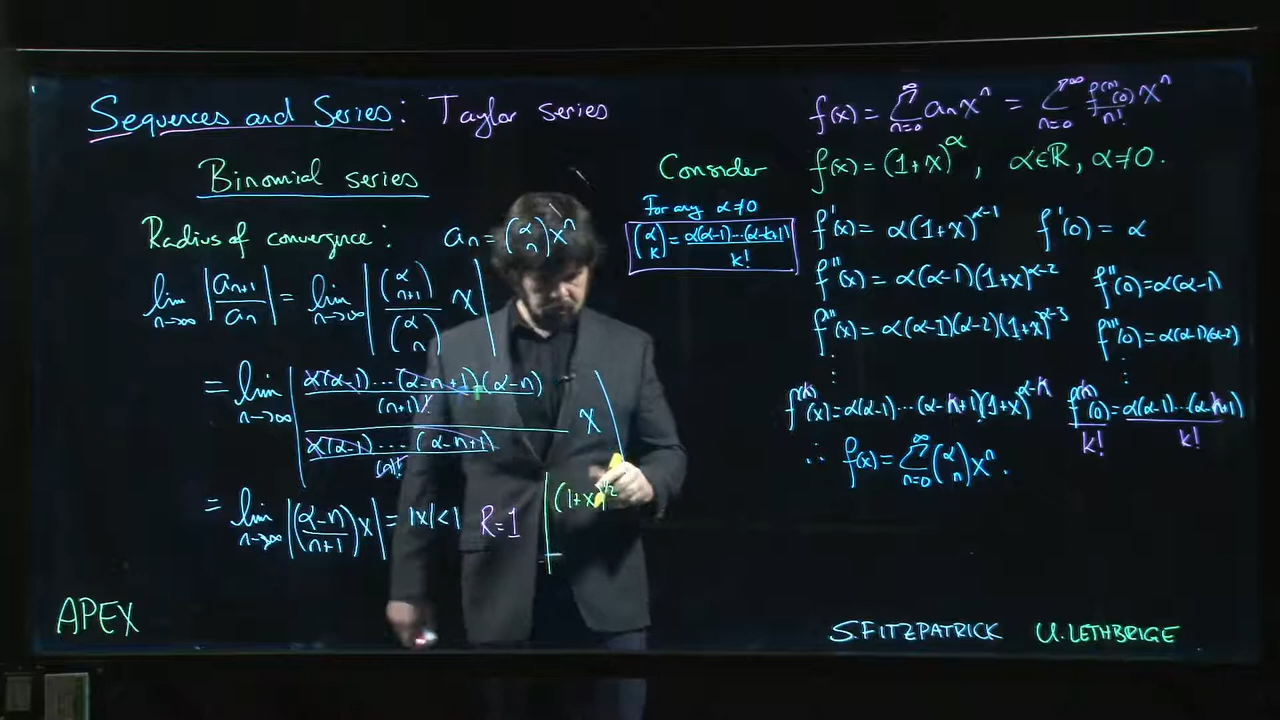 Sequences and Series: Taylor series
Binomial series
Radius of convergence: aₙ = (α n) xⁿ
lim n→∞ |aₙ₊₁/aₙ| = lim n→∞ |(α n+1)/(α n) x|
= lim n→∞ |(α(α-1)...(α-n+1)(α-n)/(n+1)!)/(α(α-1)....(α-n+1)/(n)!) x|
= lim n→∞ |((α-n)/(n+1))x| = |x| < 1 R=1
(1+x)^1/2
APEX
f(x) = ∑ n=0 ∞ aₙxⁿ = ∑ n=0 ∞ f⁽ⁿ⁾(0)/n! xⁿ
Consider f(x) = (1+x)^α, α∈ℝ, α≠0.
For any α≠0
(α k) = α(α-1)...(α-k+1)/k!
f'(x) = α(1+x)^α-1 f'(0) = α
f''(x) = α(α-1)(1+x)^α-2 f''(0) = α(α-1)
f'''(x) = α(α-1)(α-2)(1+x)^α-3 f'''(0) = α(α-1)(α-2)
⋮ ⋮
f⁽ᵏ⁾(x) = α(α-1)...(α-k+1)(1+x)^α-k f⁽ᵏ⁾(0)/k! = α(α-1)...(α-k+1)/k!
∴ f(x) = ∑ n=0 ∞ (α n) xⁿ.
S.FITZPATRICK U.LETHBRIGE